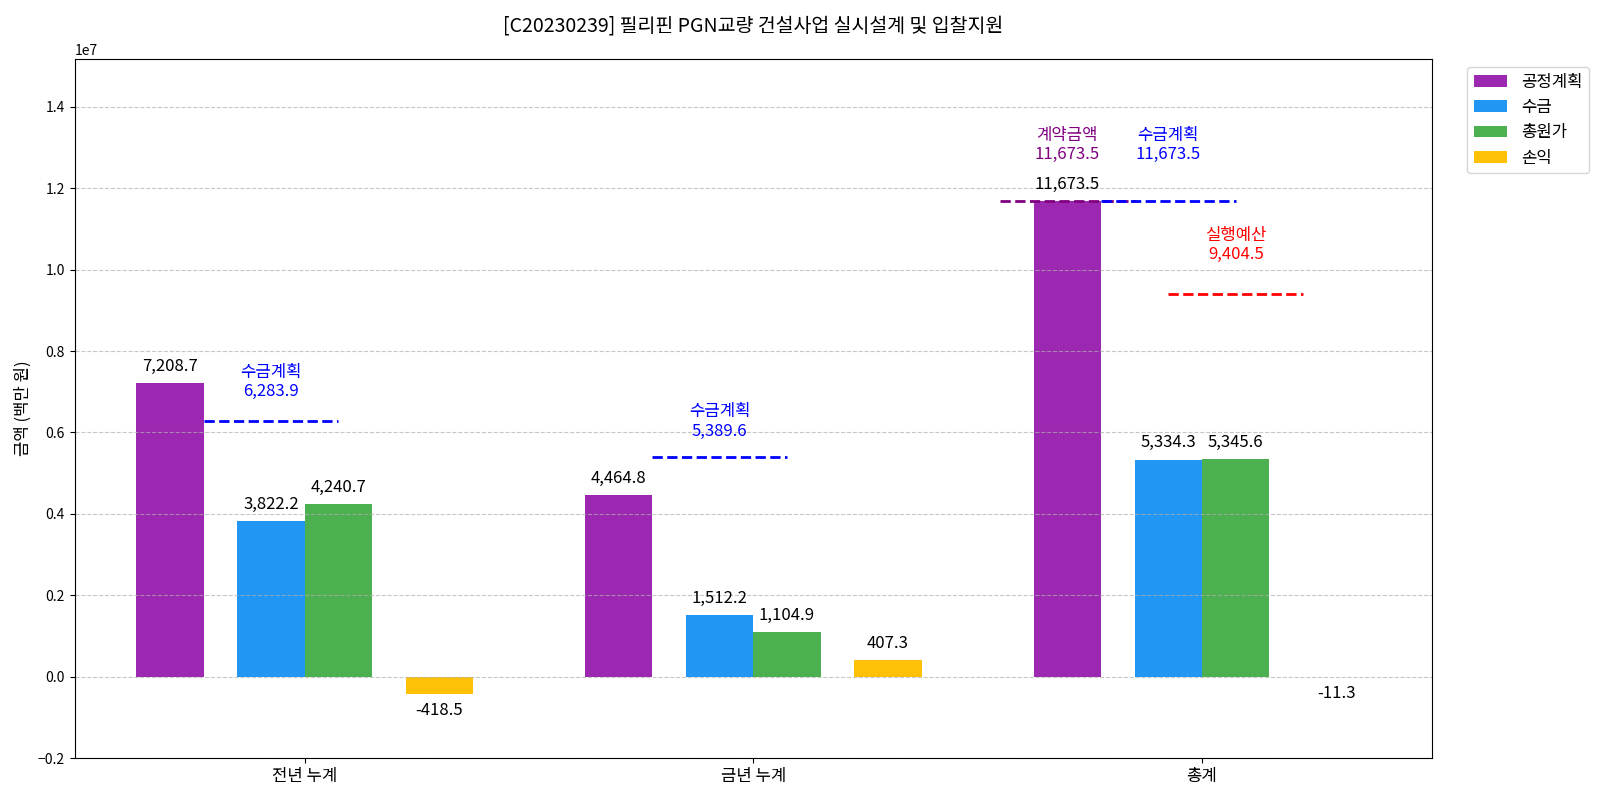 [C20230239] 필리핀 PGN교량 건설사업 실시설계 및 입찰지원
1e7
금액 (백만 원)
1.4
1.2
1.0
0.8
0.6
0.4
0.2
0.0
−0.2
7,208.7
수금계획
6,283.9
3,822.2
4,240.7
-418.5
4,464.8
수금계획
5,389.6
1,512.2
1,104.9
407.3
계약금액
11,673.5
11,673.5
수금계획
11,673.5
실행예산
9,404.5
5,334.3
5,345.6
-11.3
전년 누계
금년 누계
총계
공정계획
수금
총원가
손익